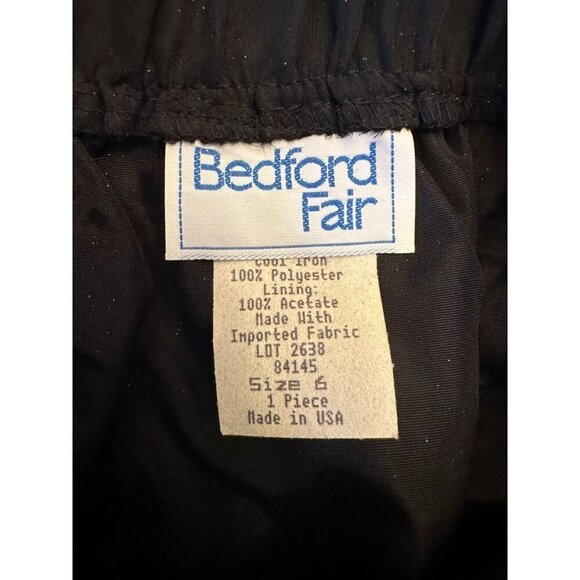 Bedford
Fair
Cool Iron
100% Polyester
Lining:
100% Acetate
Made With
Imported Fabric
LOT 2638
84145
Size 6
1 Piece
Made in USA